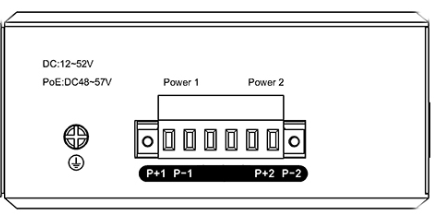 DC:12~52V
PoE:DC48~57V
Power 1 Power 2
P+1 P-1 P+2 P-2